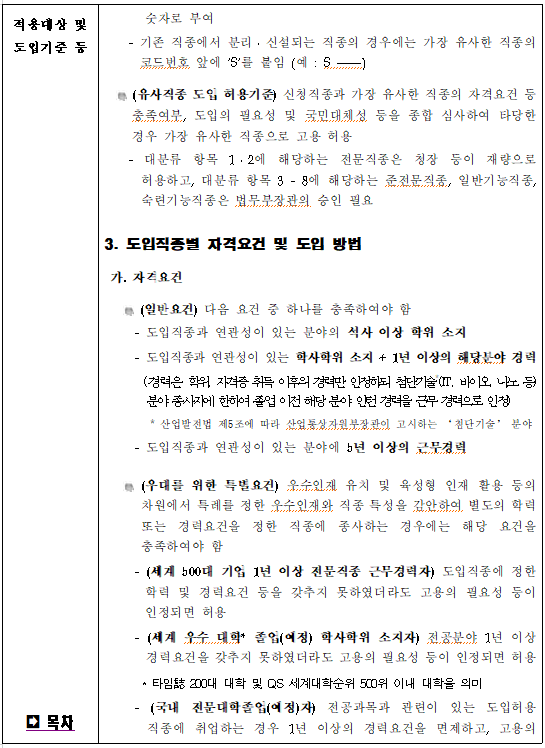 적용대상 및
도입기준 등
숫자로 부여
- 기존 직종에서 분리·신설되는 직종의 경우에는 가장 유사한 직종의
코드번호 앞에 'S'를 붙임 (예 : S ――)
(유사직종 도입 허용기준) 신청직종과 가장 유사한 직종의 자격요건 등
충족여부, 도입의 필요성 및 국민대체성 등을 종합 심사하여 타당한
경우 가장 유사한 직종으로 고용 허용
- 대분류 항목 1·2에 해당하는 전문직종은 청장 등이 재량으로
허용하고, 대분류 항목 3 - 8에 해당하는 준전문직종, 일반기능직종,
숙련기능직종은 법무부장관의 승인 필요
3. 도입직종별 자격요건 및 도입 방법
가. 자격요건
(일반요건) 다음 요건 중 하나를 충족하여야 함
- 도입직종과 연관성이 있는 분야의 석사 이상 학위 소지
- 도입직종과 연관성이 있는 학사학위 소지 + 1년 이상의 해당분야 경력
(경력은 학위, 자격증 취득 이후의 경력만 인정하되 첨단기술*(IT, 바이오, 나노 등)
분야 종사자에 한하여 졸업 이전 해당 분야 인턴 경력을 근무 경력으로 인정)
* 산업발전법 제5조에 따라 산업통상자원부장관이 고시하는 '첨단기술' 분야
- 도입직종과 연관성이 있는 분야에 5년 이상의 근무경력
(우대를 위한 특별요건) 우수인재 유치 및 육성형 인재 활용 등의
차원에서 특례를 정한 우수인재와 직종 특성을 감안하여 별도의 학력
또는 경력요건을 정한 직종에 종사하는 경우에는 해당 요건을
충족하여야 함
- (세계 500대 기업 1년 이상 전문직종 근무경력자) 도입직종에 정한
학력 및 경력요건 등을 갖추지 못하였더라도 고용의 필요성 등이
인정되면 허용
- (세계 우수 대학* 졸업(예정) 학사학위 소지자) 전공분야 1년 이상
경력요건을 갖추지 못하였더라도 고용의 필요성 등이 인정되면 허용
* 타임誌 200대 대학 및 QS 세계대학순위 500위 이내 대학을 의미
- (국내 전문대학졸업(예정)자) 전공과목과 관련이 있는 도입허용
직종에 취업하는 경우 1년 이상의 경력요건을 면제하고, 고용의
목차